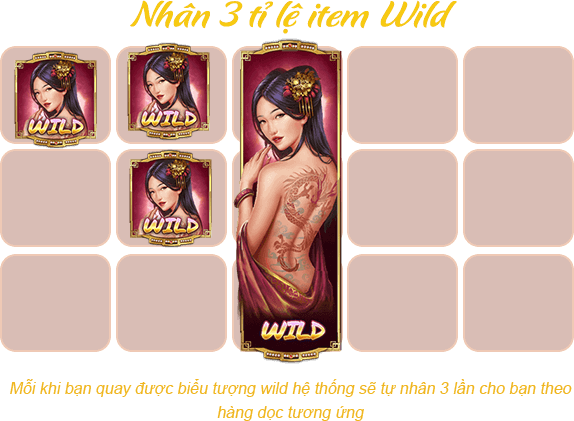 Nhân 3 tỉ lệ item Wild
WILD
WILD
WILD
WILD
Mỗi khi bạn quay được biểu tượng wild hệ thống sẽ tự nhân 3 lần cho bạn theo
hàng dọc tương ứng